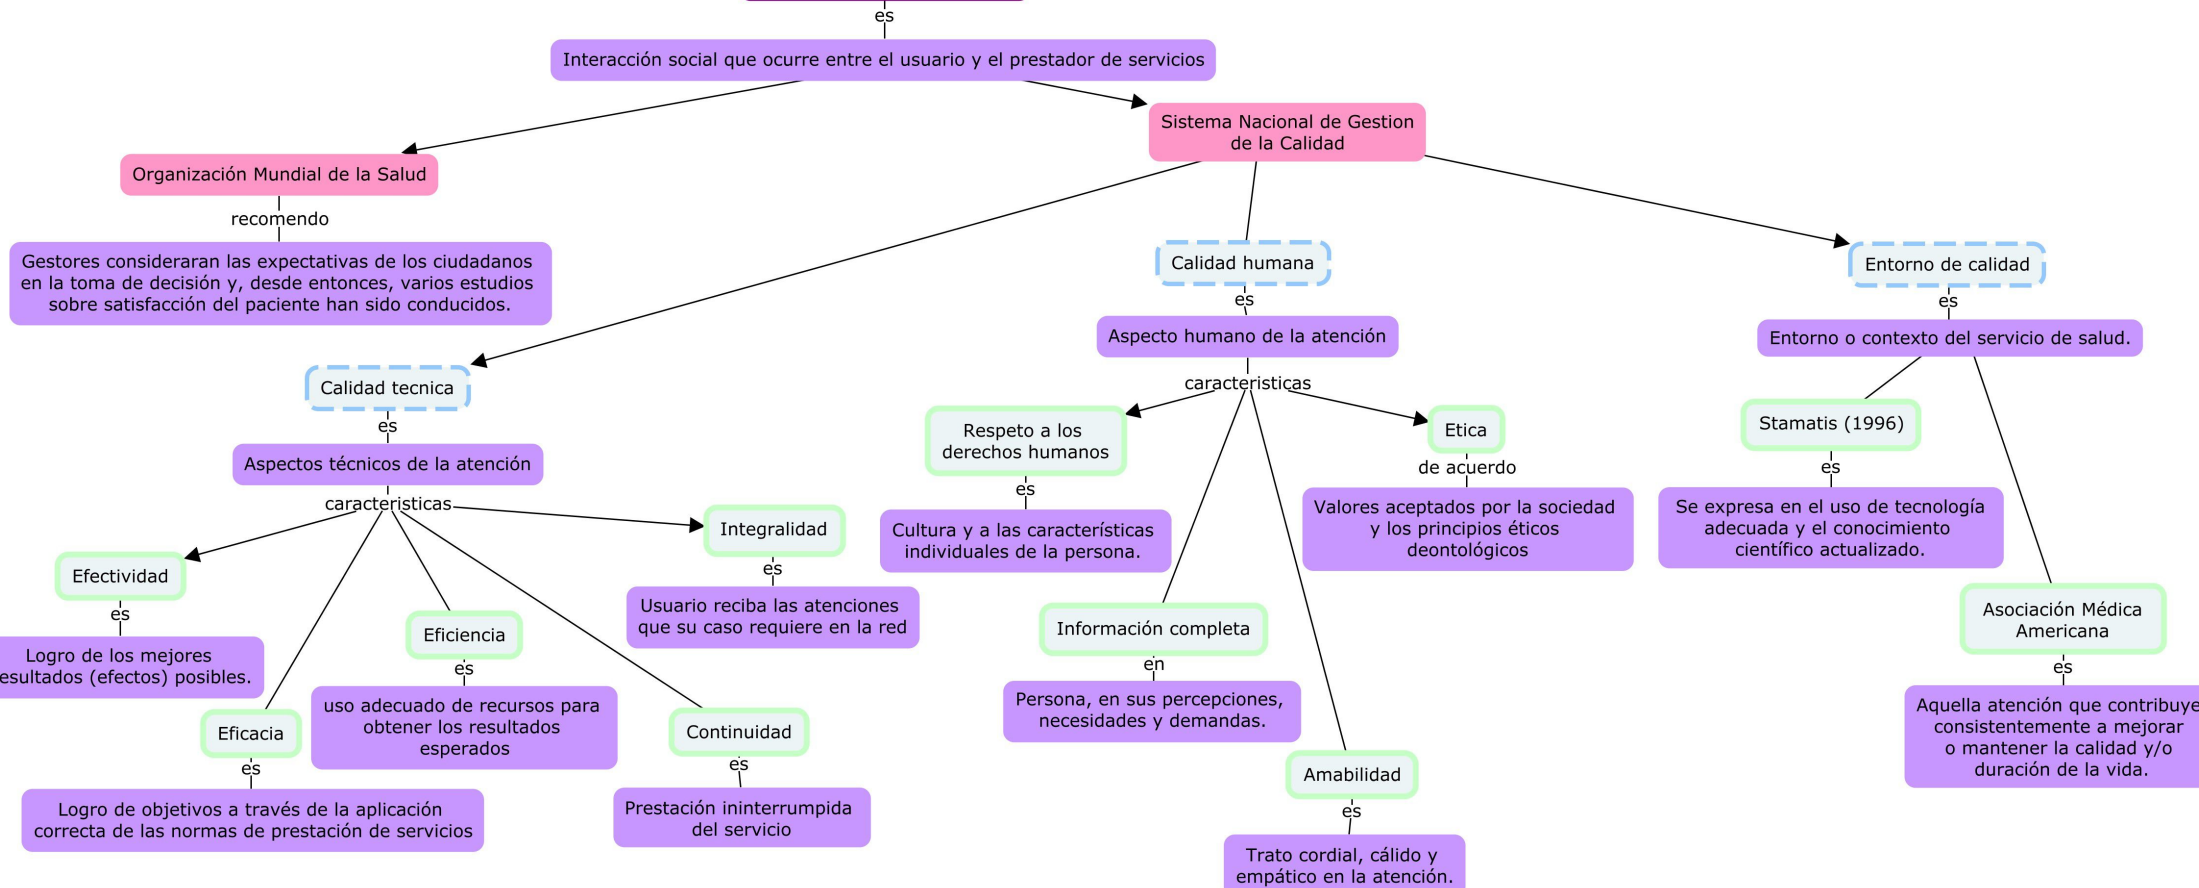 es
Interacción social que ocurre entre el usuario y el prestador de servicios
Sistema Nacional de Gestion
de la Calidad
Organización Mundial de la Salud
recomendo
Gestores consideraran las expectativas de los ciudadanos
en la toma de decisión y, desde entonces, varios estudios
sobre satisfacción del paciente han sido conducidos.
Calidad tecnica
es
Aspectos técnicos de la atención
caracteristicas
Efectividad
es
Logro de los mejores
esultados (efectos) posibles.
Eficacia
es
Logro de objetivos a través de la aplicación
correcta de las normas de prestación de servicios
Eficiencia
es
uso adecuado de recursos para
obtener los resultados
esperados
Continuidad
es
Prestación ininterrumpida
del servicio
Integralidad
es
Usuario reciba las atenciones
que su caso requiere en la red
Calidad humana
es
Aspecto humano de la atención
caracteristicas
Respeto a los
derechos humanos
es
Cultura y a las características
individuales de la persona.
Información completa
en
Persona, en sus percepciones,
necesidades y demandas.
Amabilidad
es
Trato cordial, cálido y
empático en la atención.
Etica
de acuerdo
Valores aceptados por la sociedad
y los principios éticos
deontológicos
Entorno de calidad
es
Entorno o contexto del servicio de salud.
Stamatis (1996)
es
Se expresa en el uso de tecnología
adecuada y el conocimiento
científico actualizado.
Asociación Médica
Americana
es
Aquella atención que contribuye
consistentemente a mejorar
o mantener la calidad y/o
duración de la vida.